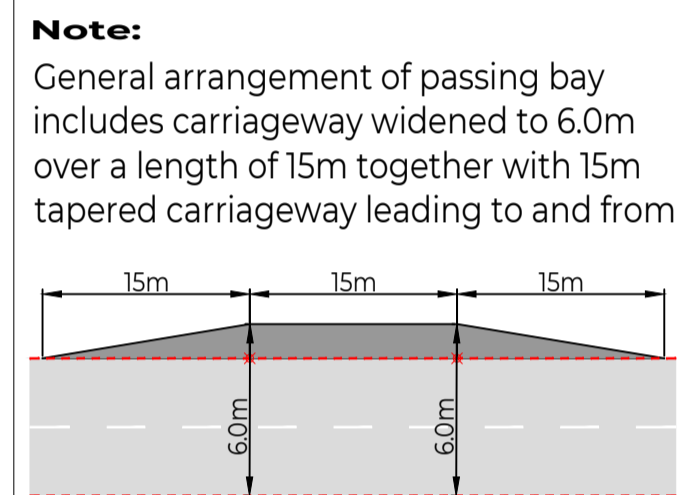 Note:
General arrangement of passing bay
includes carriageway widened to 6.0m
over a length of 15m together with 15m
tapered carriageway leading to and from
15m 15m 15m
6.0m 6.0m